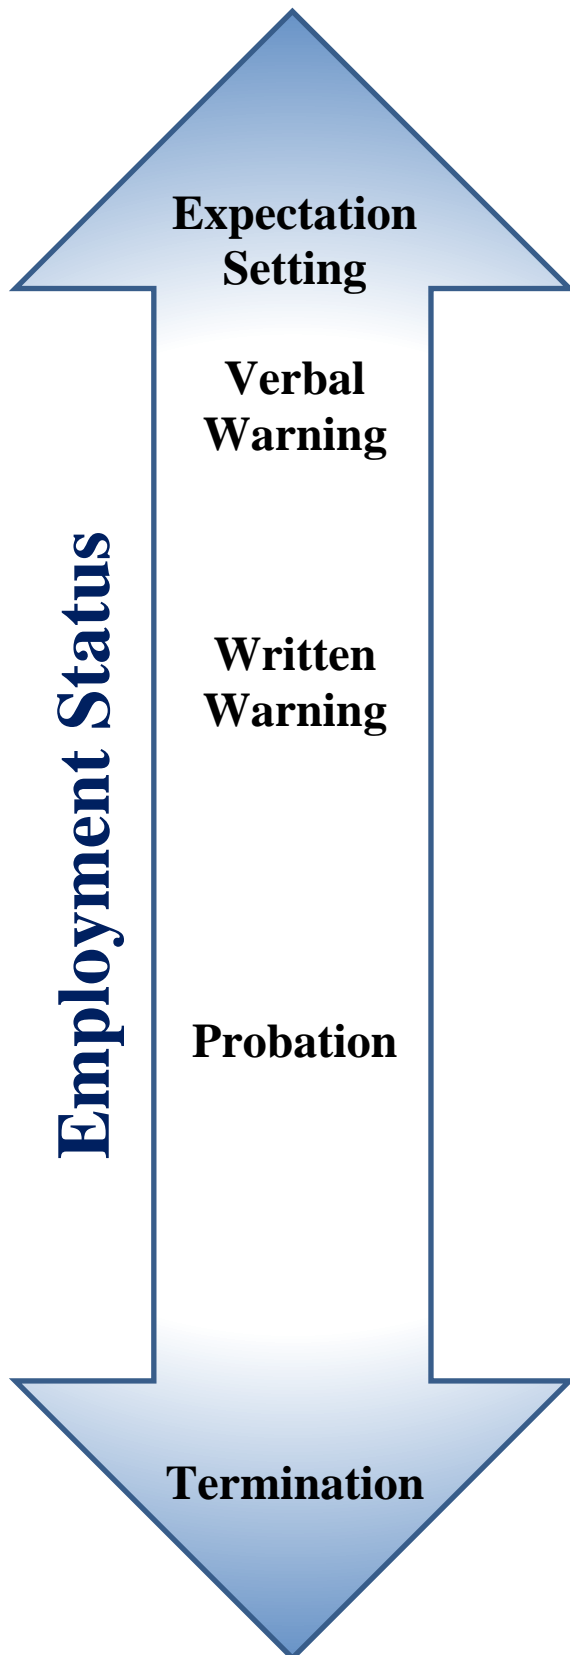 Expectation
Setting
Verbal
Warning
Written
Warning
Probation
Termination
Employment Status